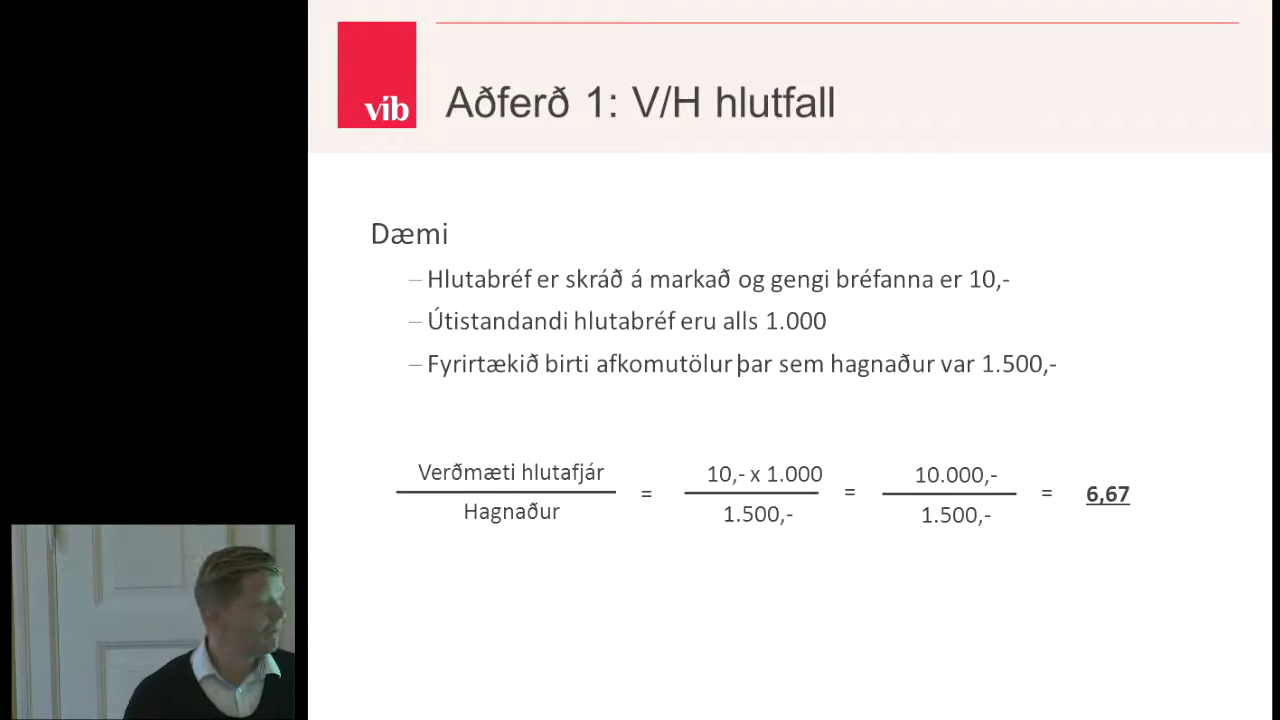 víb
Aðferð 1: V/H hlutfall
Dæmi
– Hlutabréf er skráð á markað og gengi bréfanna er 10,-
– Útistandandi hlutabréf eru alls 1.000
– Fyrirtækið birti afkomutölur þar sem hagnaður var 1.500,-
Verðmæti hlutafjár = 10,- x 1.000 = 10.000,- = 6,67
Hagnaður 1.500,- 1.500,-